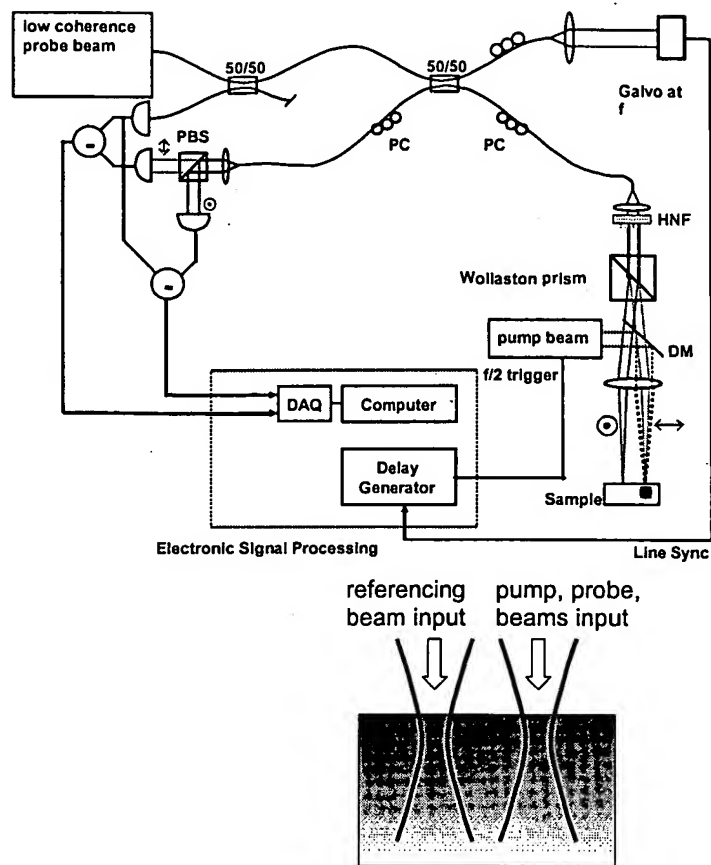 low coherence
probe beam
50/50
50/50
Galvo at
f
PBS
PC
PC
-
HNF
Wollaston prism
-
pump beam
DM
f/2 trigger
DAQ
Computer
Delay
Generator
Sample
Electronic Signal Processing
Line Sync
referencing
beam input
pump, probe,
beams input